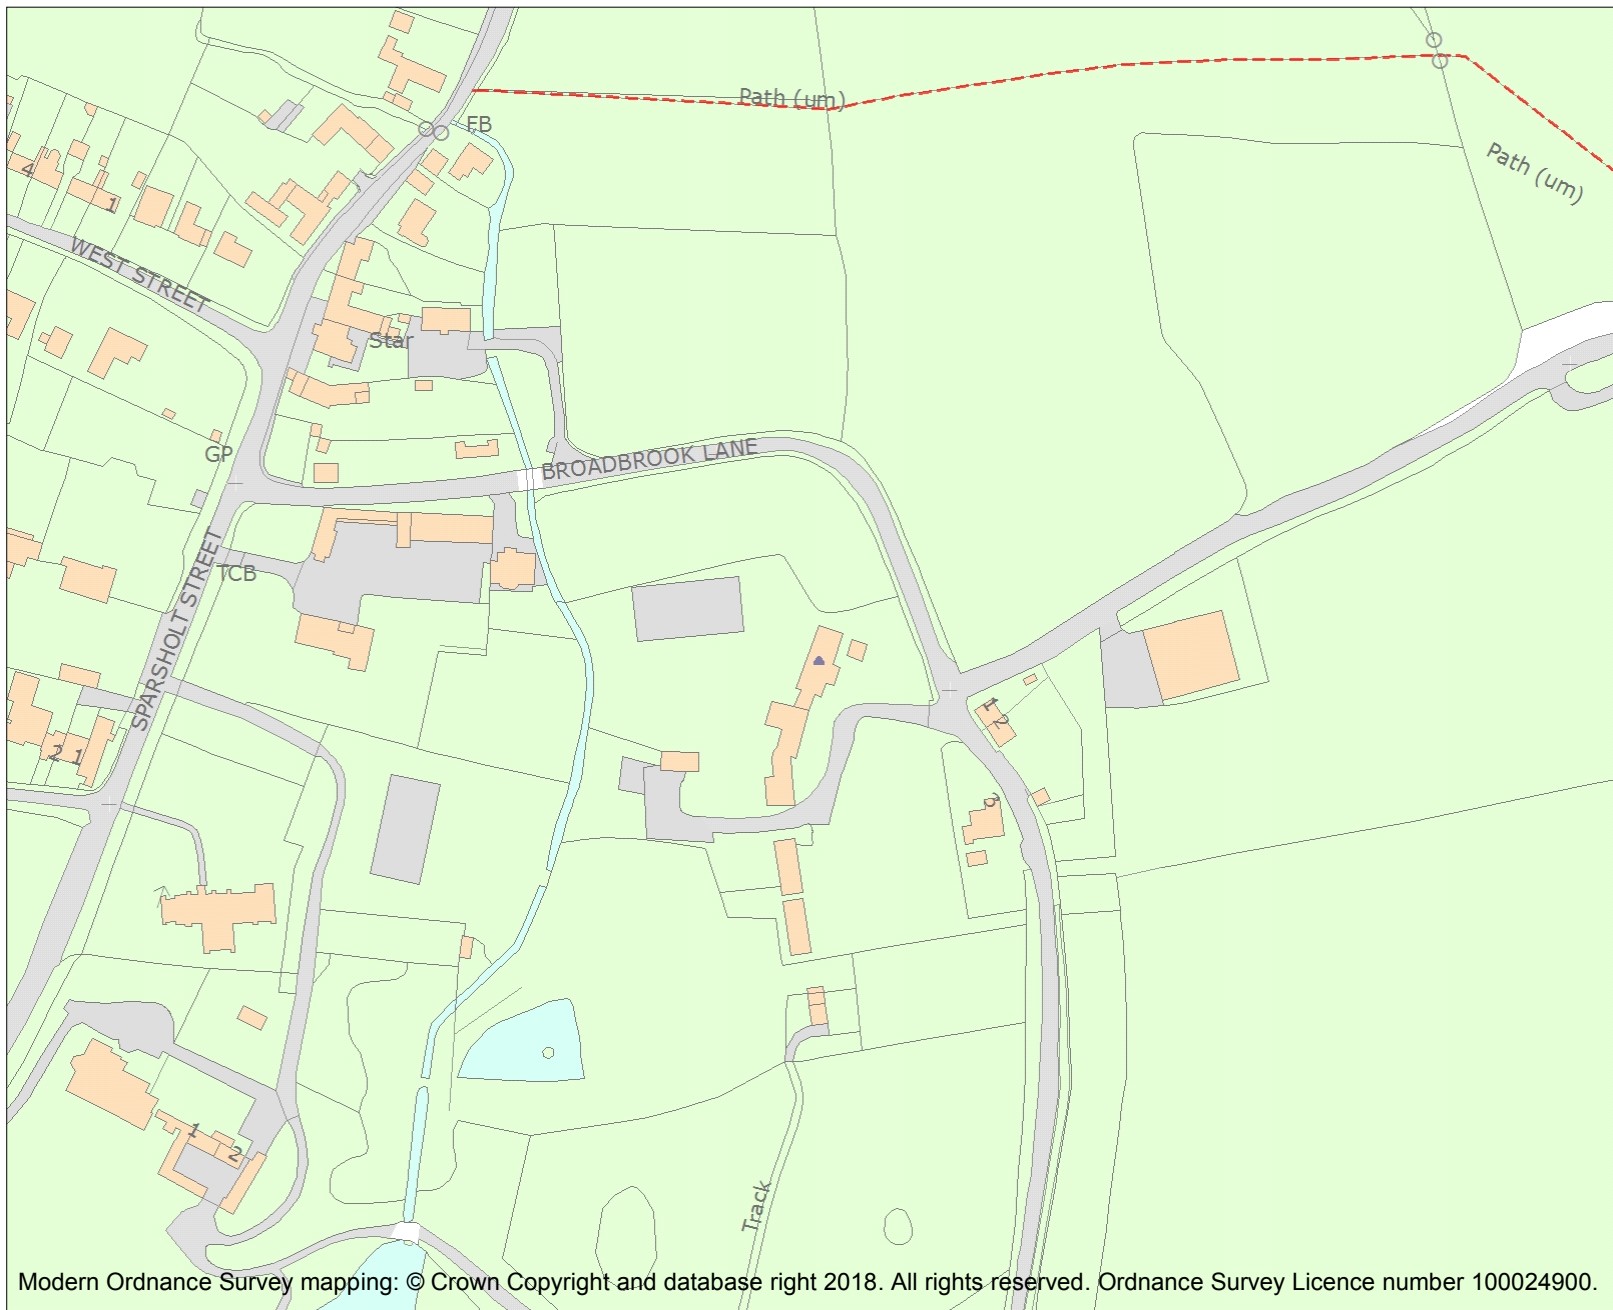 Path (um)
FB
Path (um)
4
1
WEST STREET
Star
GP
BROADBROOK LANE
TCB
SPARSHOLT STREET
1
2
2 1
3
1
2
Track
Modern Ordnance Survey mapping: © Crown Copyright and database right 2018. All rights reserved. Ordnance Survey Licence number 100024900.